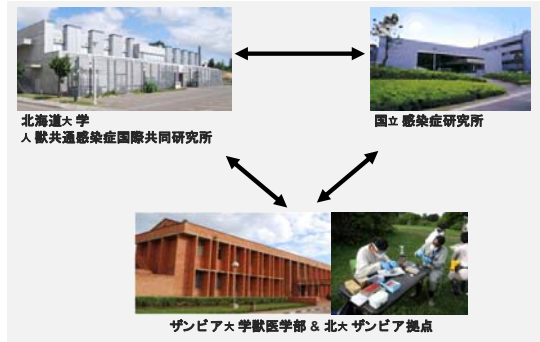 北海道大学
人獣共通感染症国際共同研究所
国立感染症研究所
ザンビア大学獣医学部 & 北大ザンビア拠点